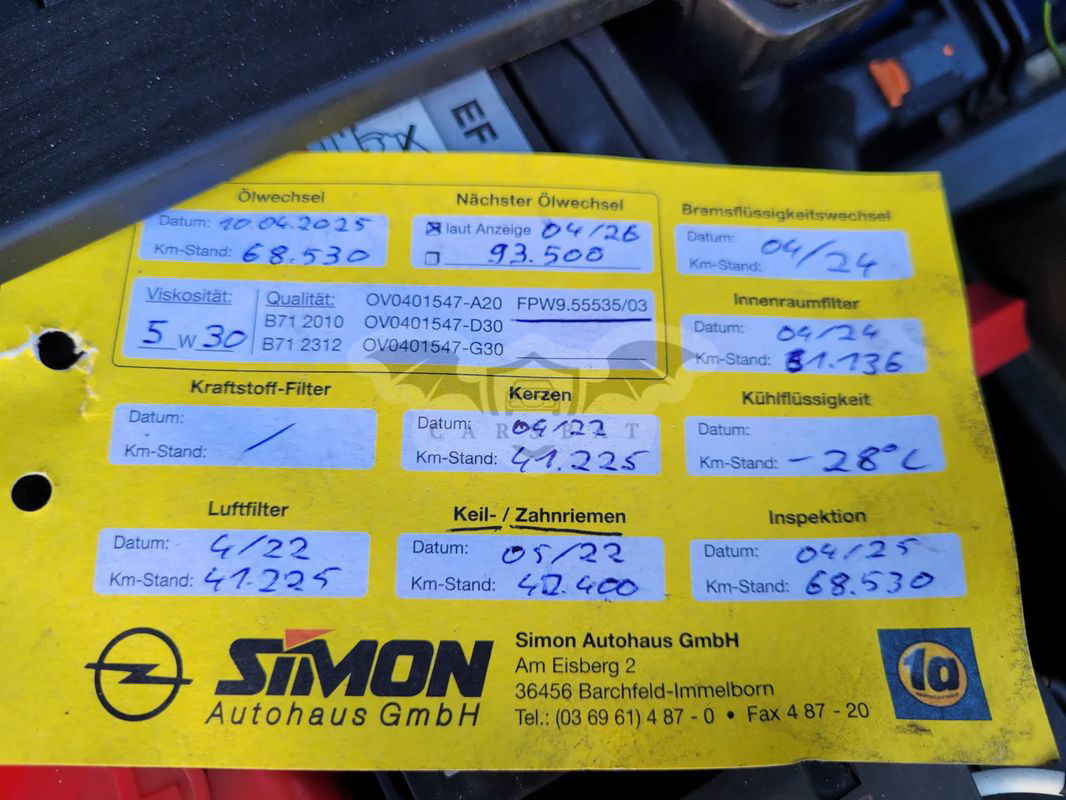 EF
Ölwechsel
Datum: 10.04.2025
Km-Stand: 68.530
Nächster Ölwechsel
☒ laut Anzeige 04/26
☐ 93.500
Bremsflüssigkeitswechsel
Datum: 04/24
Km-Stand:
Viskosität:
5 W 30
Qualität: OV0401547-A20 FPW9.55535/03
B71 2010 OV0401547-D30
B71 2312 OV0401547-G30
Innenraumfilter
Datum: 04/24
Km-Stand: 61.136
Kraftstoff-Filter
Datum:
Km-Stand: /
Kerzen
Datum: 04/22
Km-Stand: 41.225
CARSBAT
Kühlflüssigkeit
Datum:
Km-Stand: -28°C
Luftfilter
Datum: 4/22
Km-Stand: 41.225
Keil- / Zahnriemen
Datum: 05/22
Km-Stand: 42.400
Inspektion
Datum: 04/25
Km-Stand: 68.530
SIMON
Autohaus GmbH
Simon Autohaus GmbH
Am Eisberg 2
36456 Barchfeld-Immelborn
Tel.: (03 69 61) 4 87 - 0 • Fax 4 87 - 20
1a